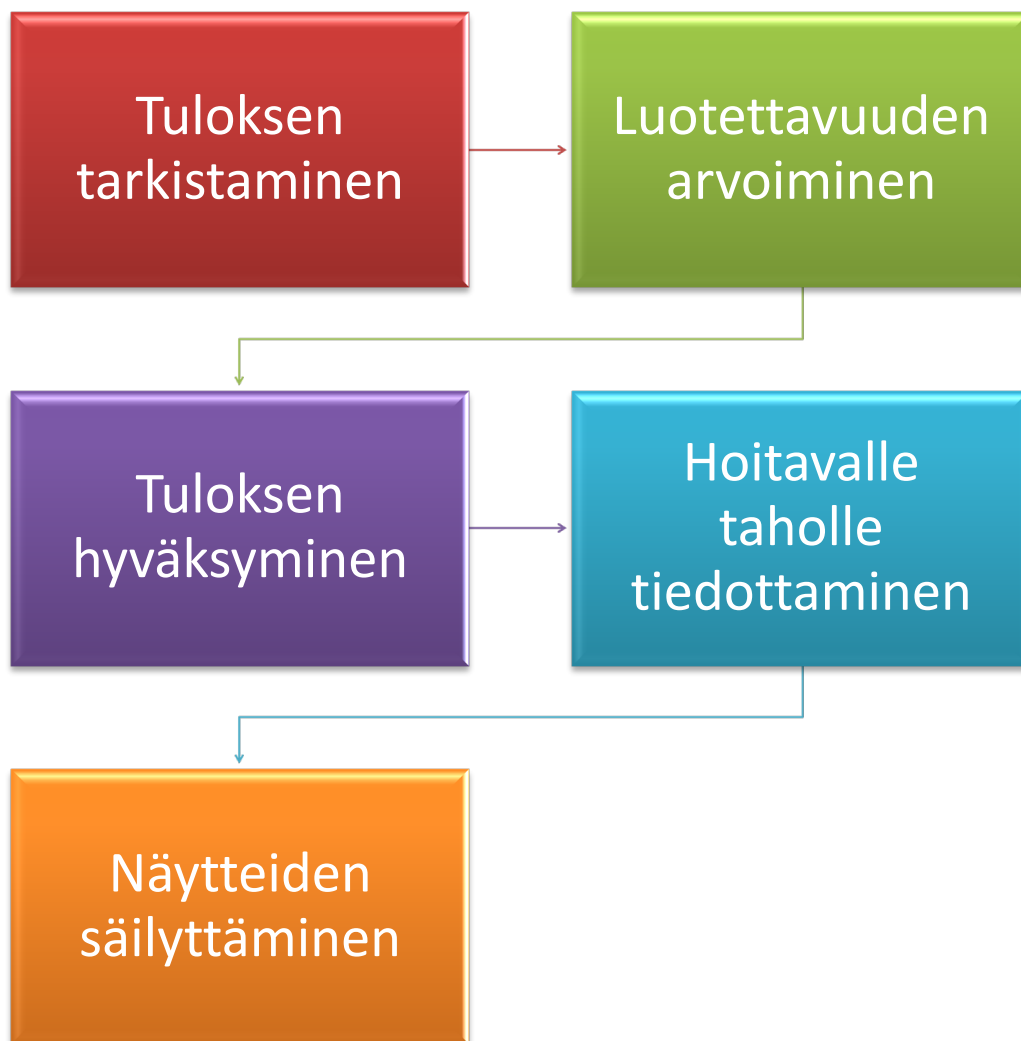 Tuloksen
tarkistaminen
Luotettavuuden
arvoiminen
Tuloksen
hyväksyminen
Hoitavalle
taholle
tiedottaminen
Näytteiden
säilyttäminen